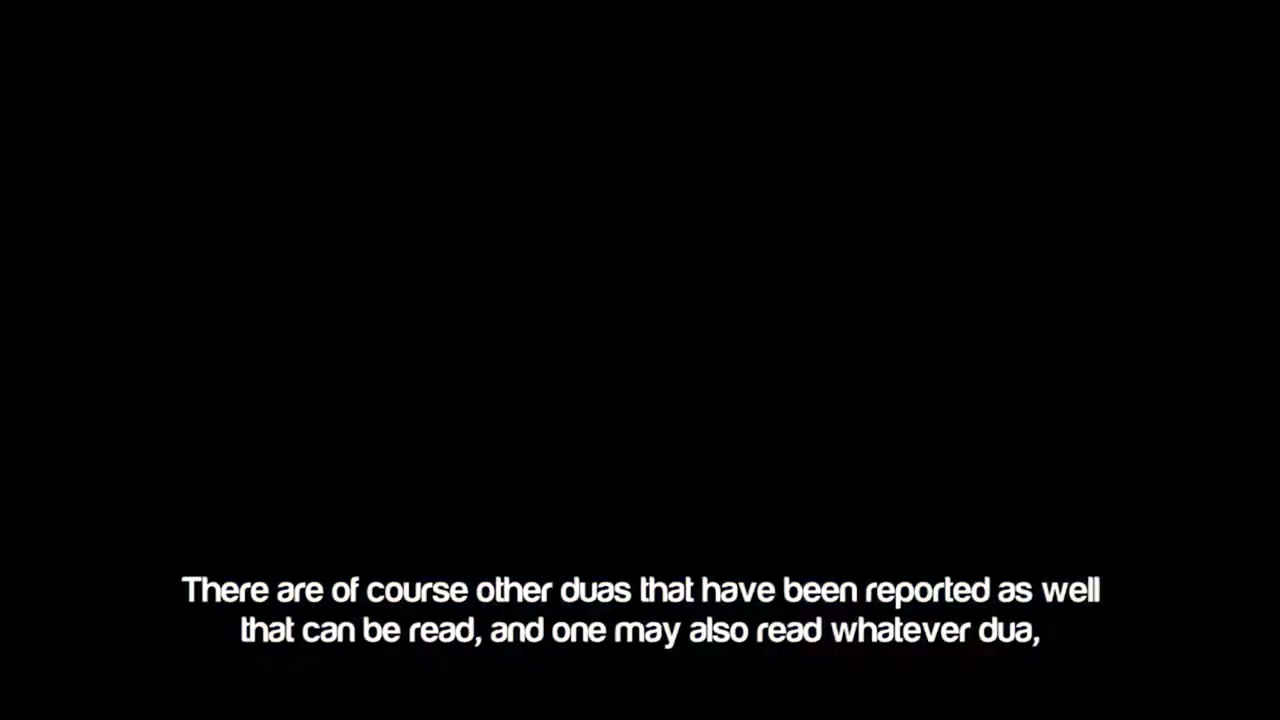 There are of course other duas that have been reported as well
that can be read, and one may also read whatever dua,